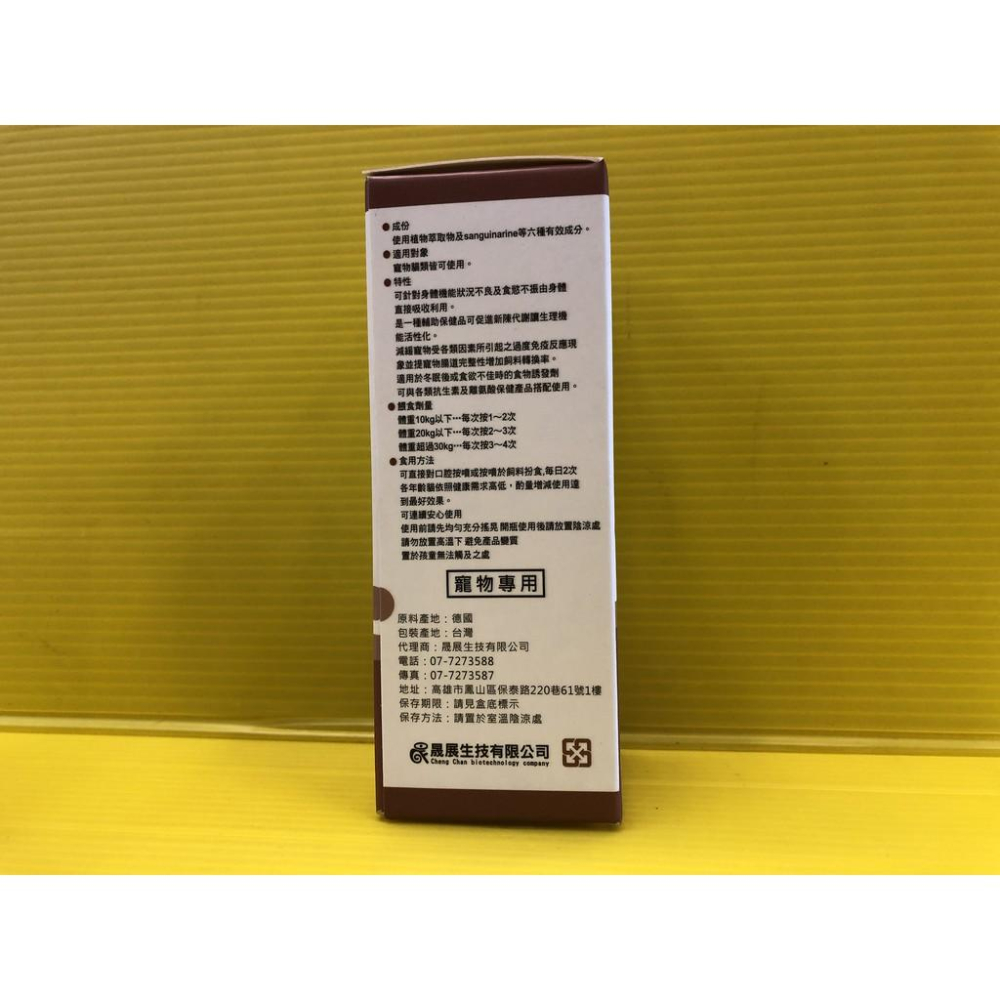 ●成份
使用植物萃取物及sanguinarine等六種有效成分。
●適用對象
寵物貓類皆可使用。
●特性
可針對身體機能狀況不良及食慾不振由身體
直接吸收利用。
是一種輔助保健品可促進新陳代謝讓生理機
能活性化。
減緩寵物受各類因素所引起之過度免疫反應現
象並提寵物腸道完整性增加飼料轉換率。
適用於冬眠後或食欲不佳時的食物誘發劑
可與各類抗生素及離氨酸保健產品搭配使用。
●餵食劑量
體重10kg以下…每次按1～2次
體重20kg以下…每次按2～3次
體重超過30kg…每次按3～4次
●食用方法
可直接對口腔按噴或按噴於飼料扮食,每日2次
各年齡貓依照健康需求高低，酌量增減使用達
到最好效果。
可連續安心使用
使用前請先均勻充分搖晃 開瓶使用後請放置陰涼處
請勿放置高溫下 避免產品變質
置於孩童無法觸及之處
寵物專用
原料產地：德國
包裝產地：台灣
代理商：晟展生技有限公司
電話：07-7273588
傳真：07-7273587
地址：高雄市鳳山區保泰路220巷61號1樓
保存期限：請見盒底標示
保存方法：請置於室溫陰涼處
晟展生技有限公司
Cheng Chan biotechnology company